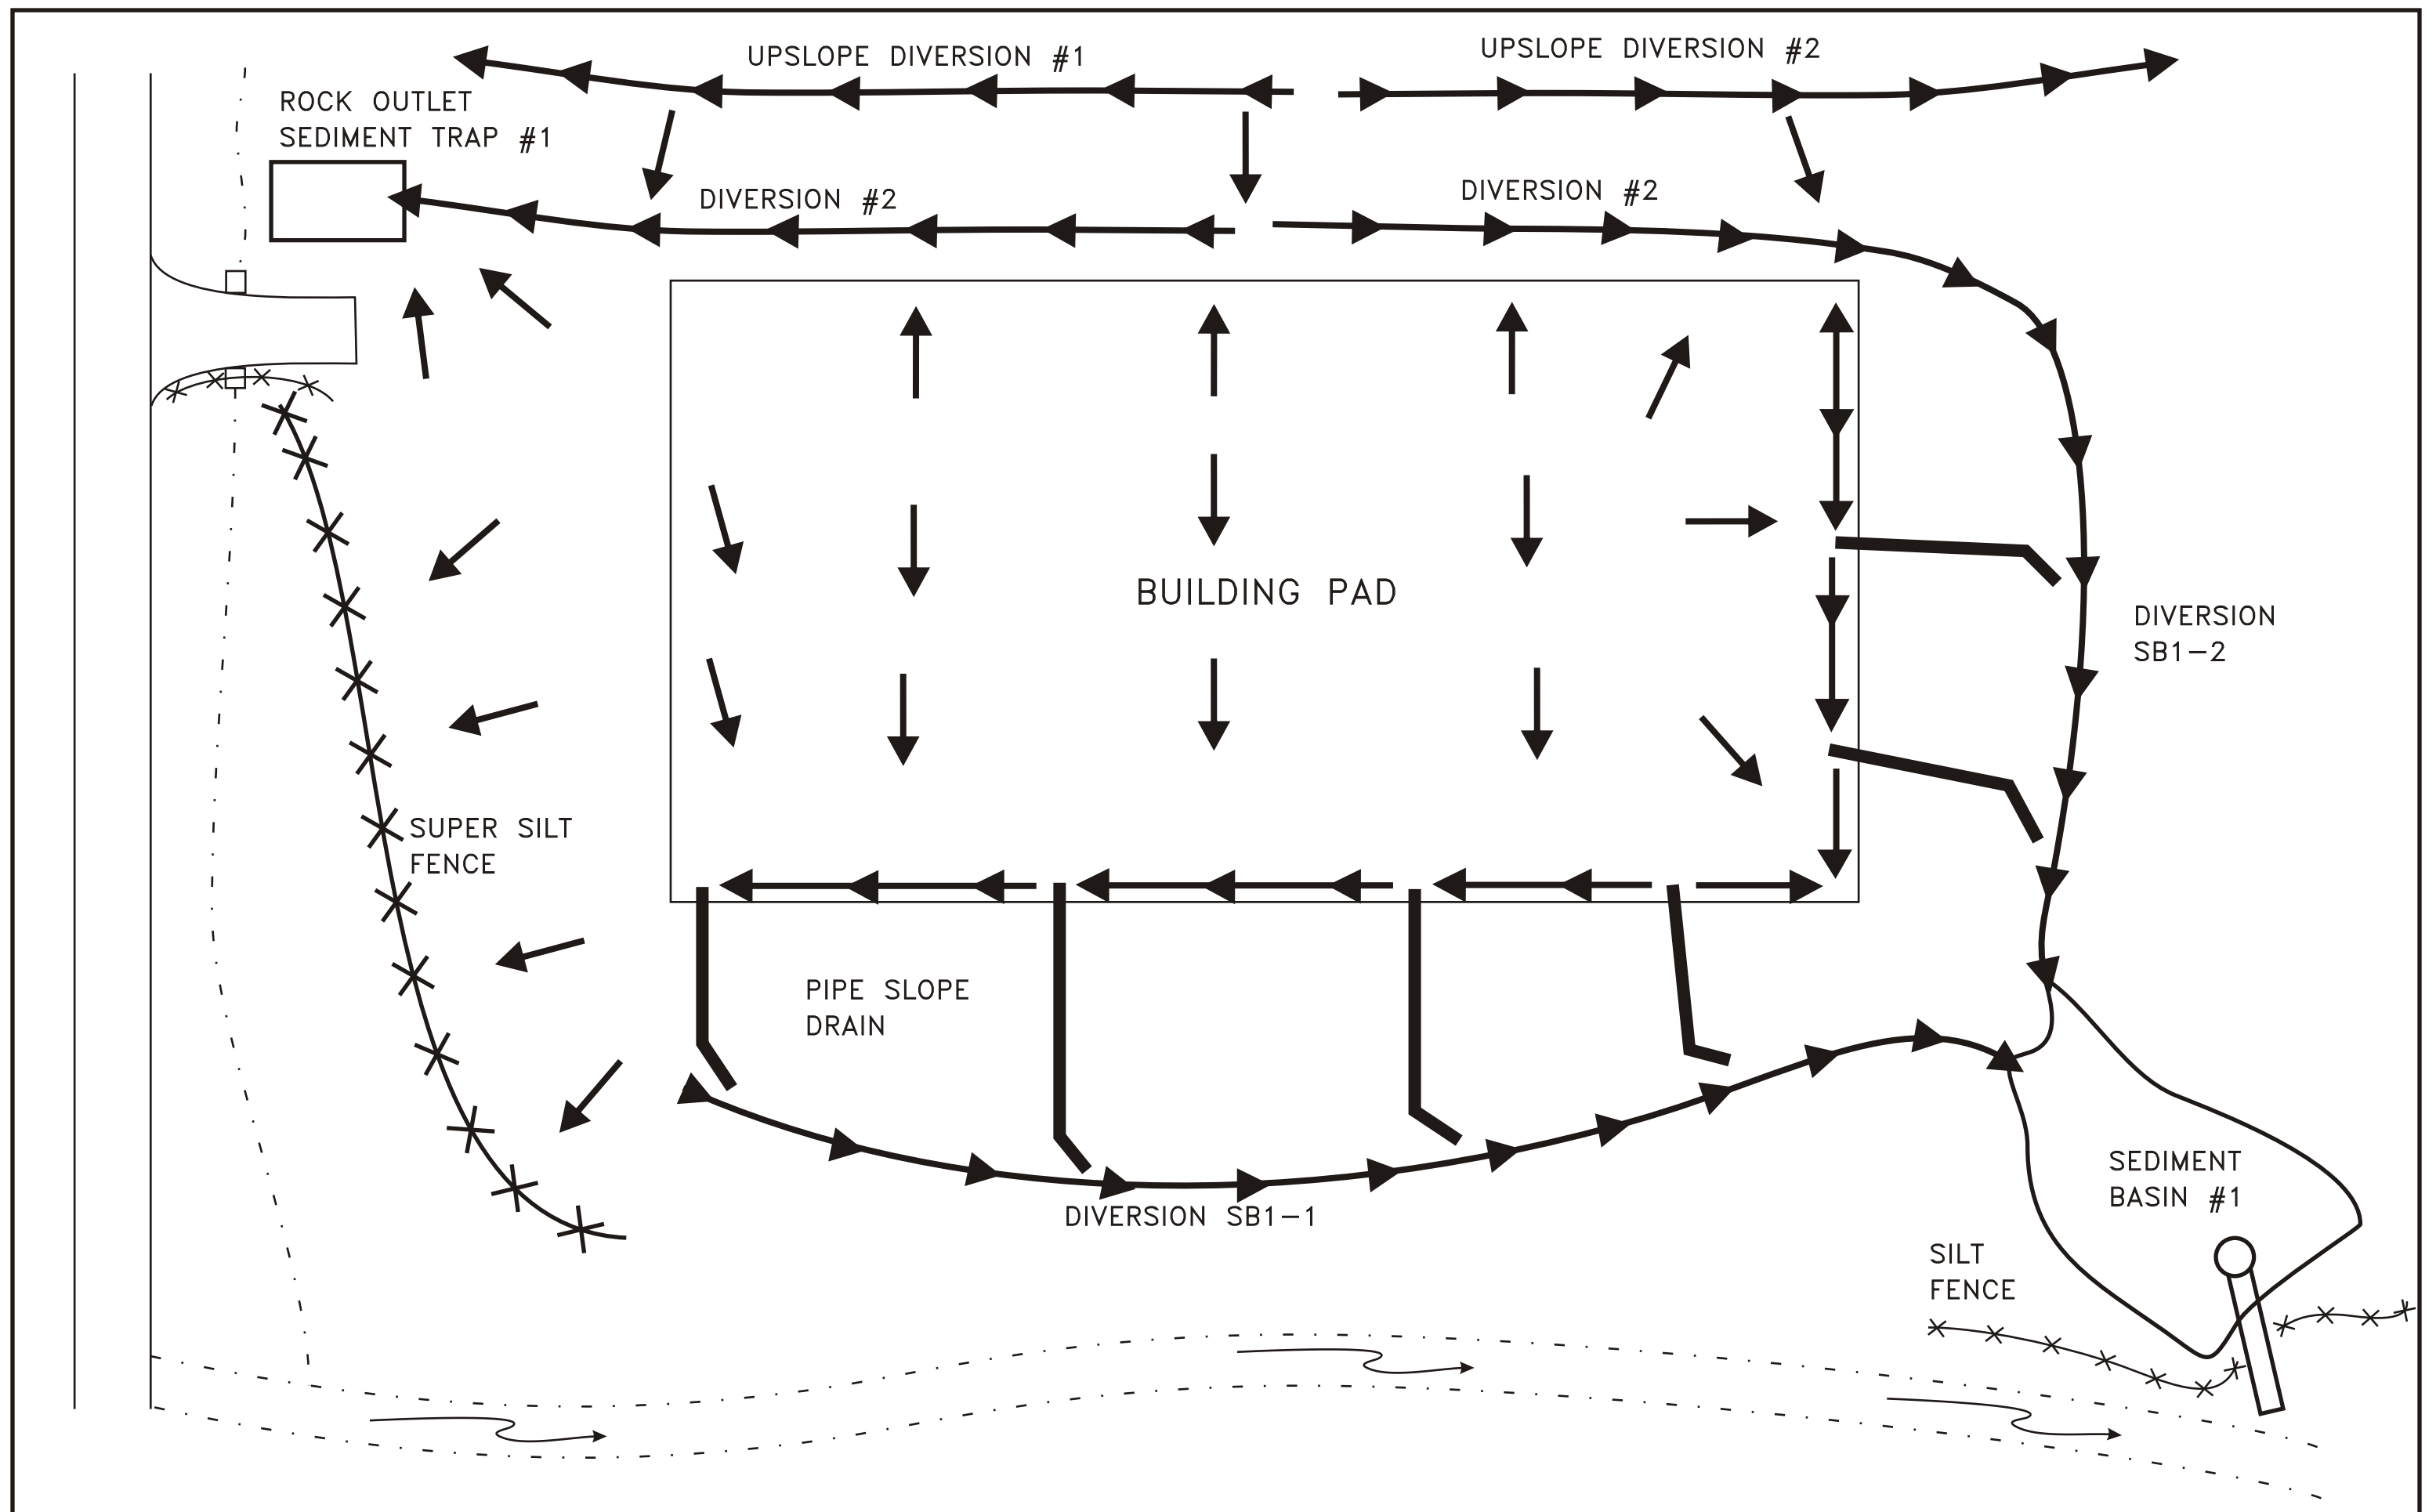 UPSLOPE DIVERSION #1
UPSLOPE DIVERSION #2
ROCK OUTLET
SEDIMENT TRAP #1
DIVERSION #2
DIVERSION #2
BUILDING PAD
DIVERSION
SB1-2
SUPER SILT
FENCE
PIPE SLOPE
DRAIN
DIVERSION SB1-1
SEDIMENT
BASIN #1
SILT
FENCE